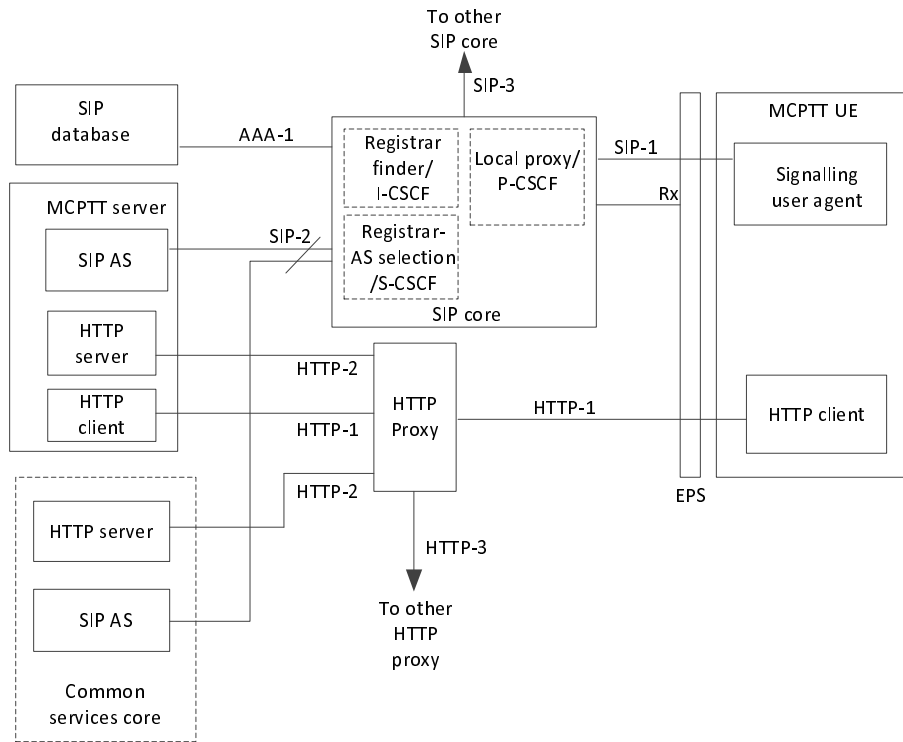 To other
SIP core
SIP-3
SIP
database
AAA-1
Registrar
finder/
I-CSCF
Local proxy/
P-CSCF
Registrar-
AS selection
/S-CSCF
SIP core
SIP-1
Rx
MCPTT UE
Signalling
user agent
MCPTT server
SIP AS
SIP-2
HTTP
server
HTTP-2
HTTP
client
HTTP-1
HTTP
Proxy
HTTP-1
HTTP client
EPS
HTTP-2
HTTP server
HTTP-3
SIP AS
To other
HTTP
proxy
Common
services core